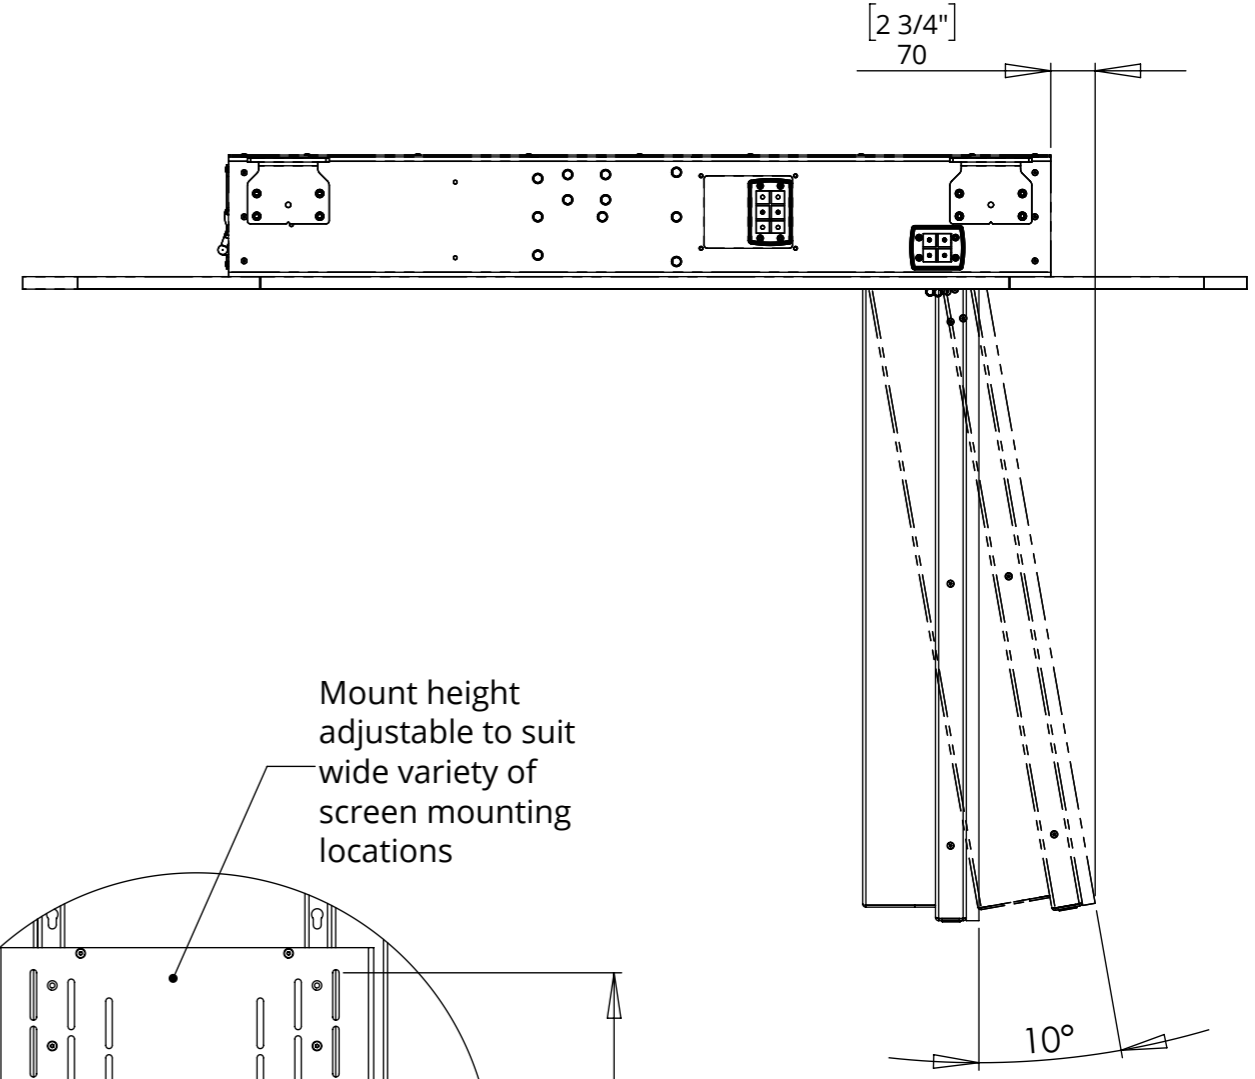 [2 3/4"]
70
Mount height
adjustable to suit
wide variety of
screen mounting
locations
10°